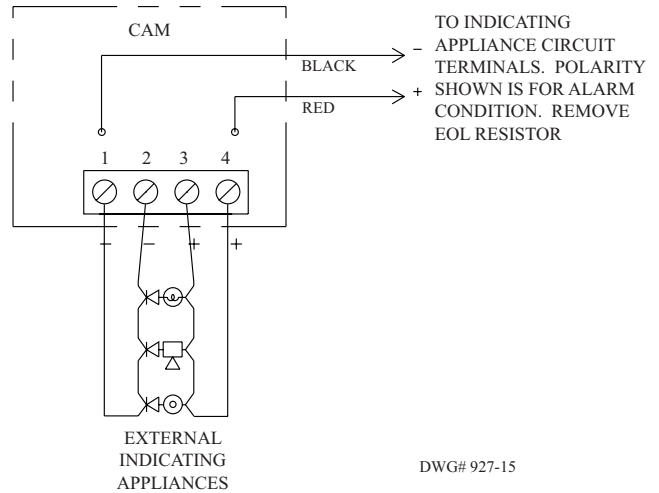 CAM
BLACK
RED
– TO INDICATING
APPLIANCE CIRCUIT
TERMINALS. POLARITY
+ SHOWN IS FOR ALARM
CONDITION. REMOVE
EOL RESISTOR
1 2 3 4
– – + +
EXTERNAL
INDICATING
APPLIANCES
DWG# 927-15